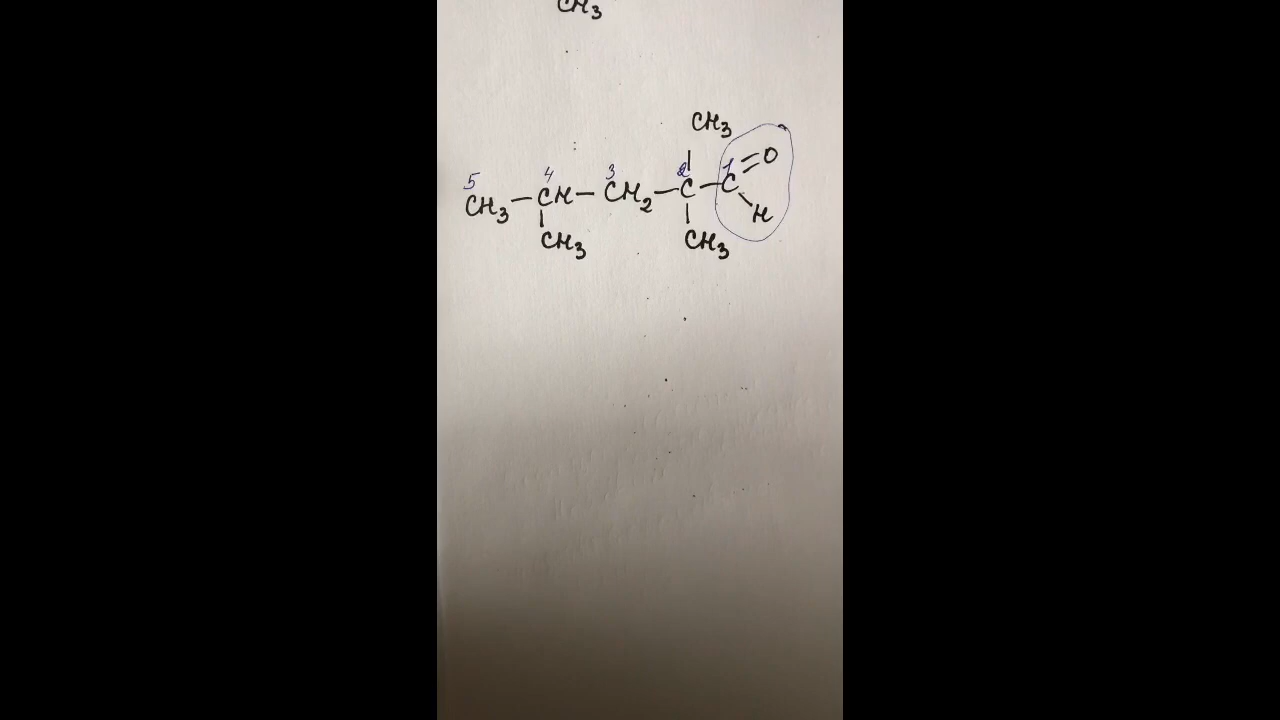 CH3
CH3
O
5 4 3 2 1
CH3 – CH – CH2 – C – C
H
CH3 CH3